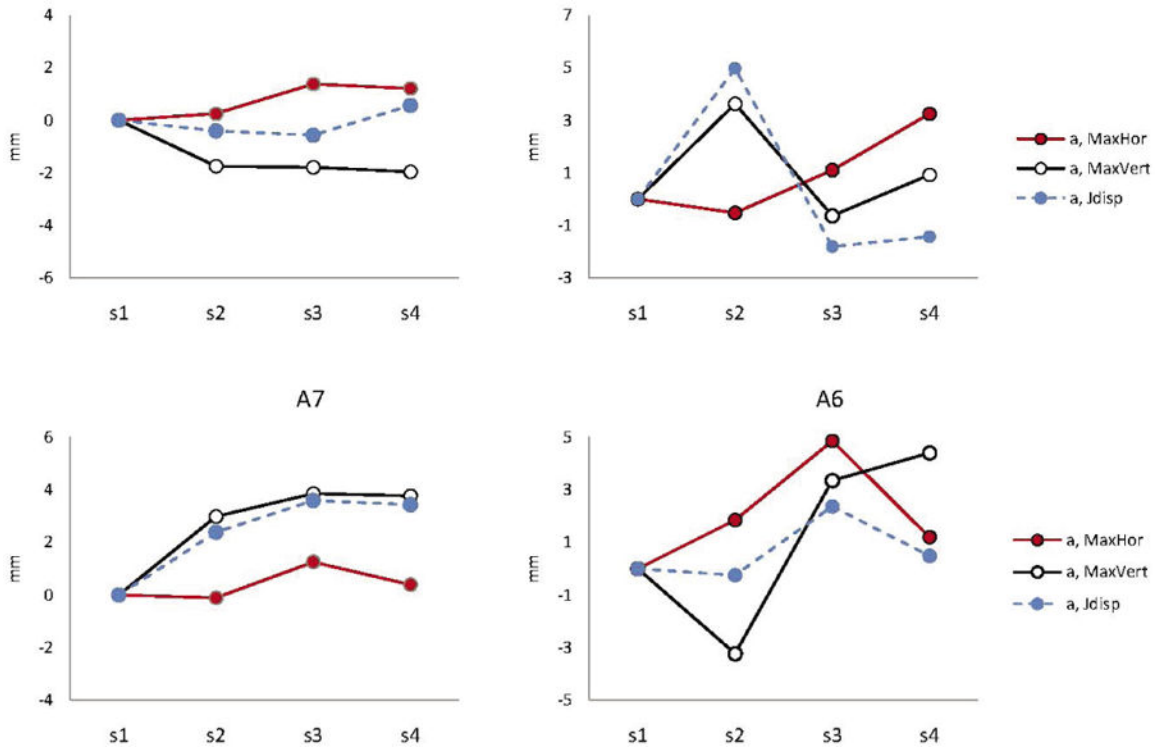 4
2
0
-2
-4
-6
mm
s1 s2 s3 s4
7
5
3
1
-1
-3
mm
s1 s2 s3 s4
a, MaxHor
a, MaxVert
a, Jdisp
A7
6
4
2
0
-2
-4
mm
s1 s2 s3 s4
A6
5
3
1
-1
-3
-5
mm
s1 s2 s3 s4
a, MaxHor
a, MaxVert
a, Jdisp